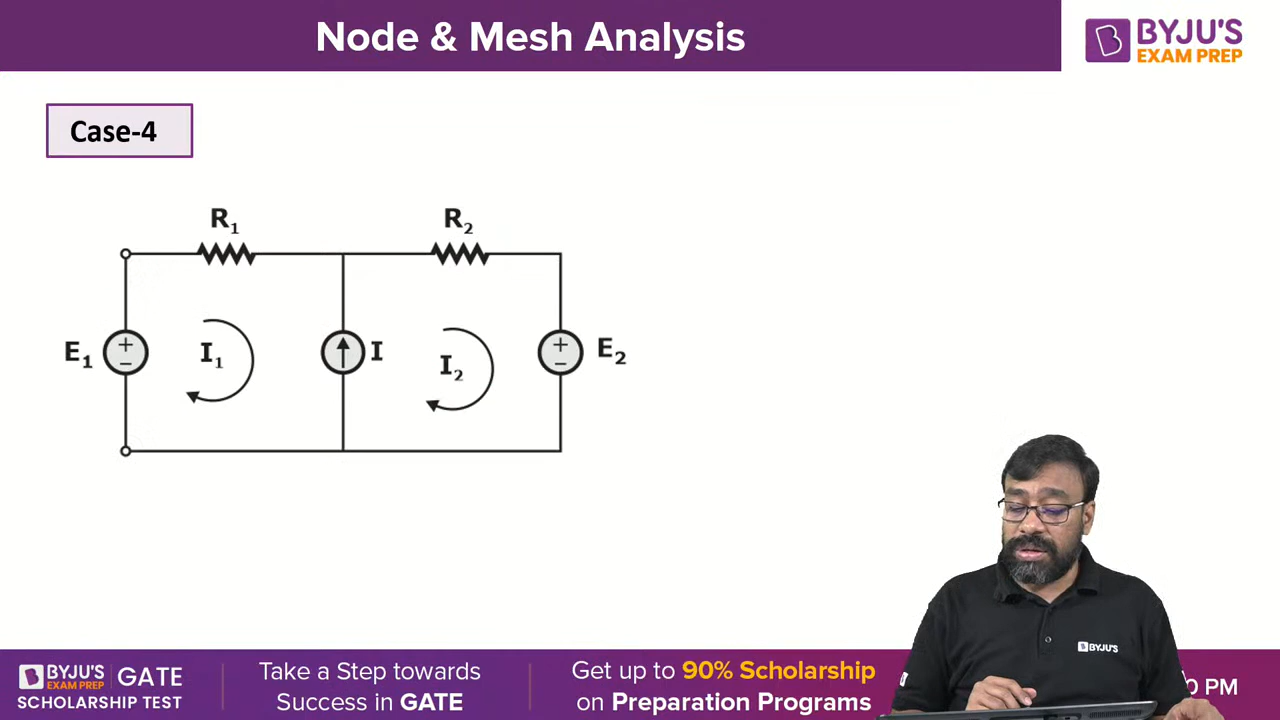 Node & Mesh Analysis
BYJU'S
EXAM PREP
Case-4
R₁
R₂
E₁
+
−
I₁
I
I₂
+
−
E₂
BYJU'S
BYJU'S
EXAM PREP
GATE
SCHOLARSHIP TEST
Take a Step towards
Success in GATE
Get up to 90% Scholarship
on Preparation Programs
0 PM